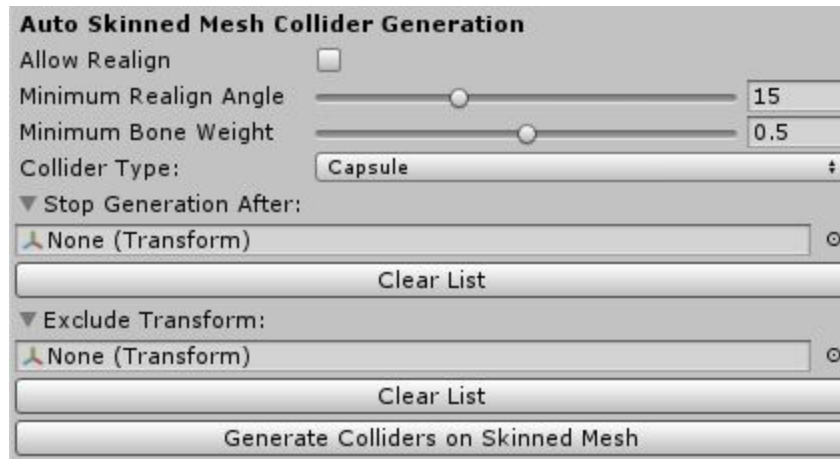 Auto Skinned Mesh Collider Generation
Allow Realign
Minimum Realign Angle 15
Minimum Bone Weight 0.5
Collider Type: Capsule
Stop Generation After:
None (Transform)
Clear List
Exclude Transform:
None (Transform)
Clear List
Generate Colliders on Skinned Mesh